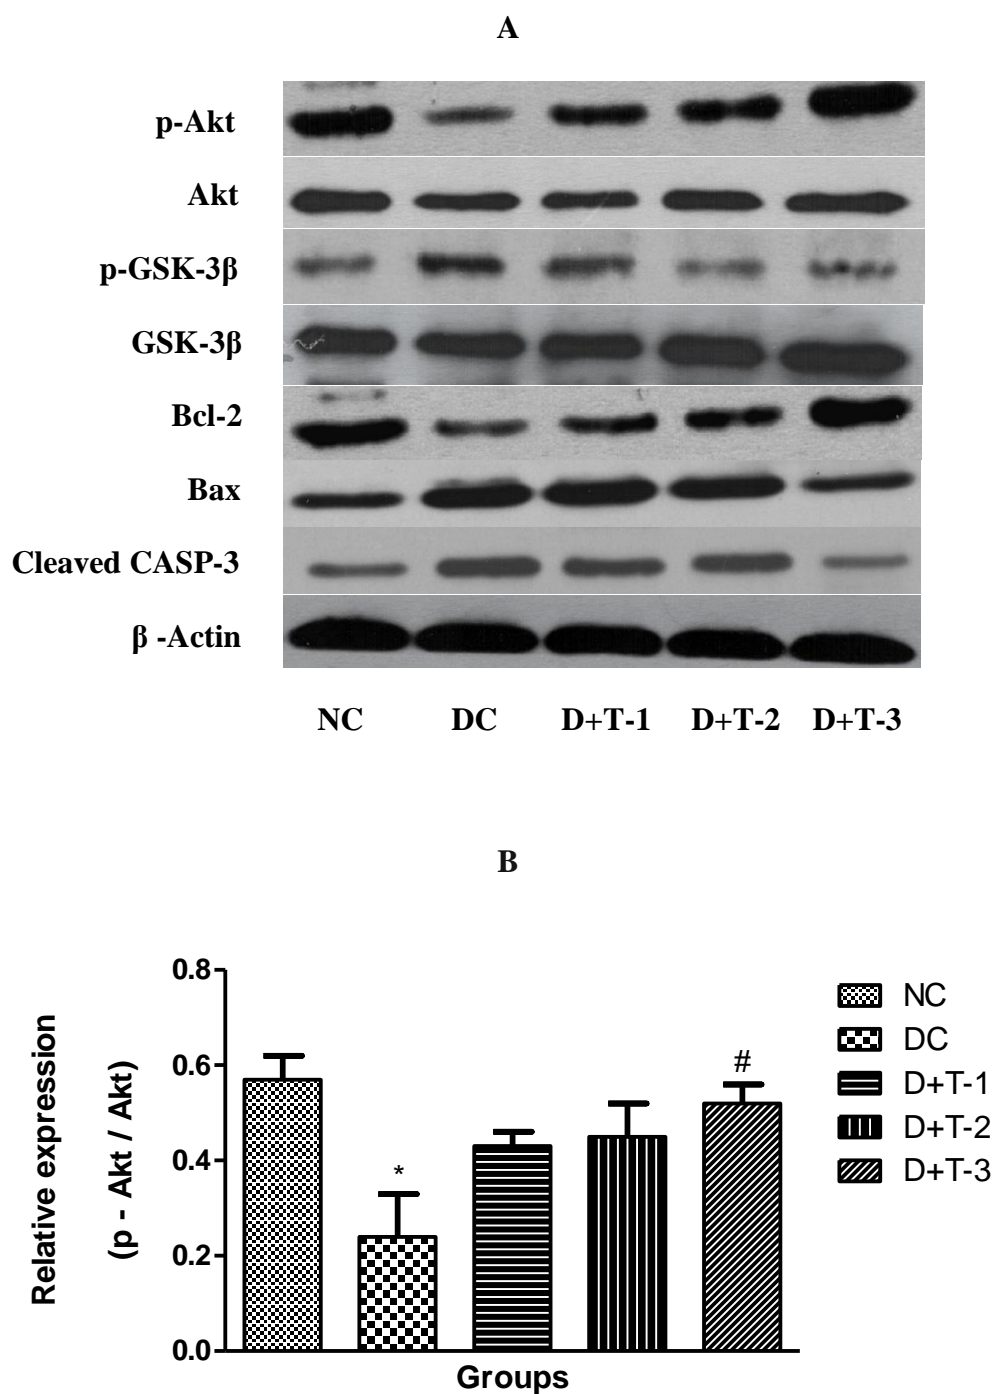 A
p-Akt
Akt
p-GSK-3β
GSK-3β
Bcl-2
Bax
Cleaved CASP-3
β -Actin
NC DC D+T-1 D+T-2 D+T-3
B
Relative expression
(p - Akt / Akt)
0.8
0.6
0.4
0.2
0.0
*
#
Groups
NC
DC
D+T-1
D+T-2
D+T-3